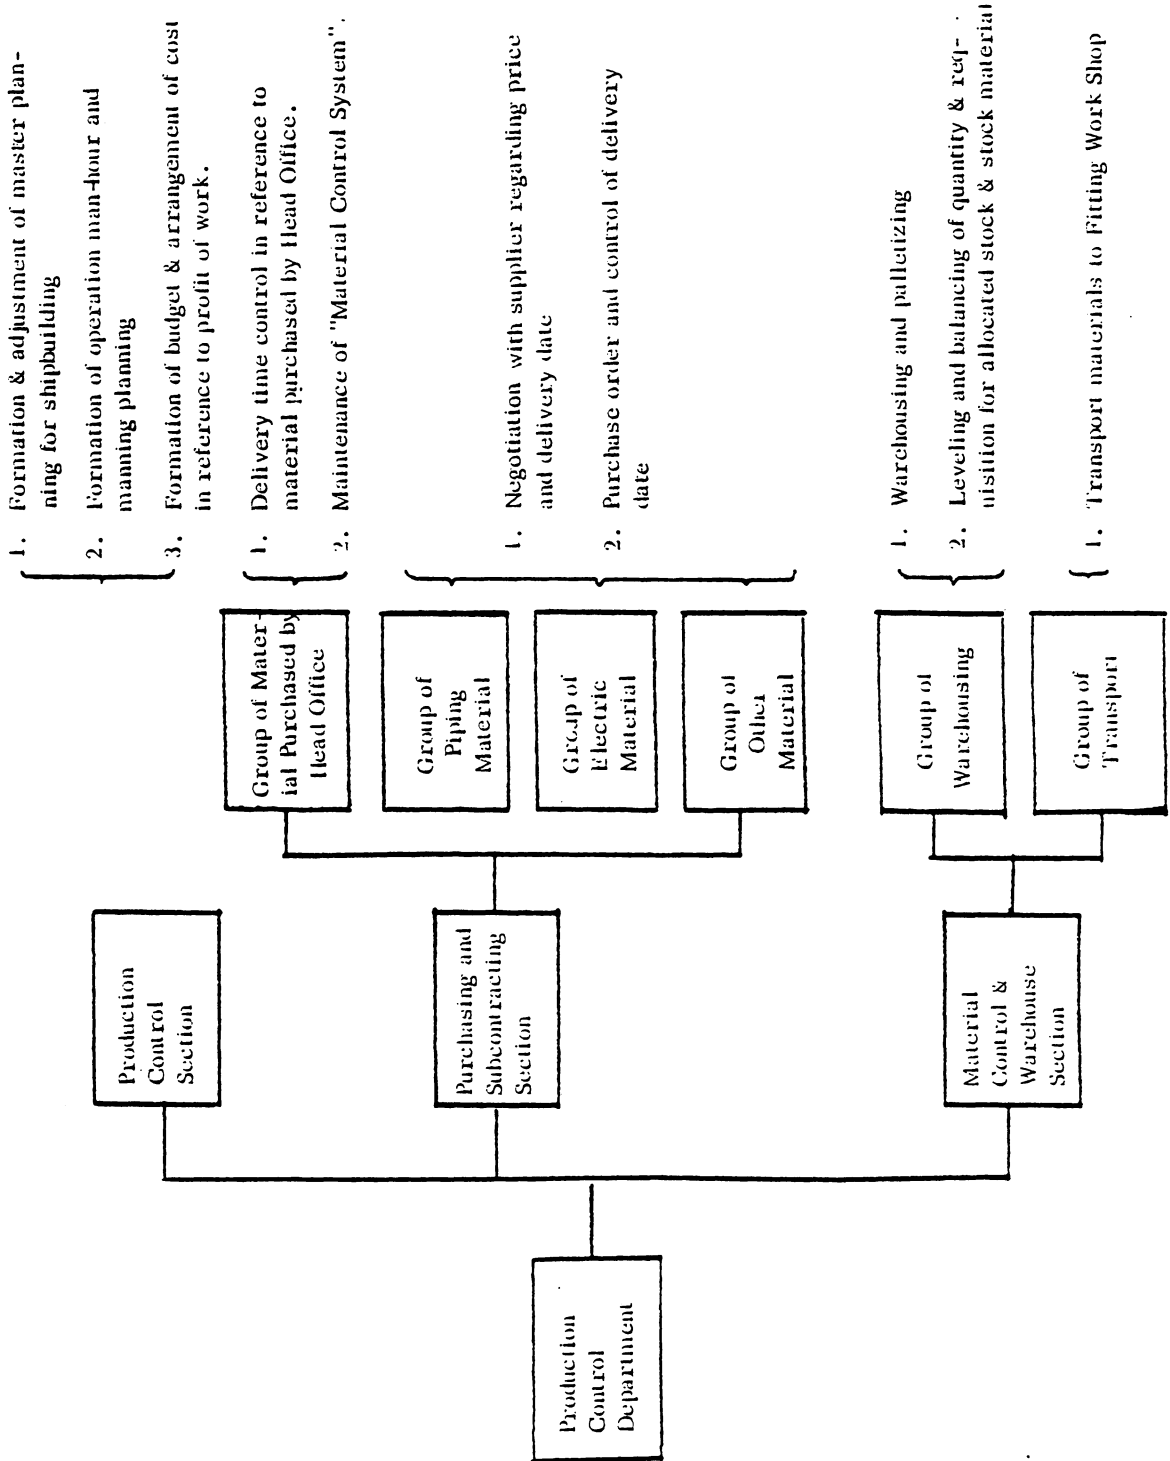 Production
Control
Department
Production
Control
Section
Purchasing and
Subcontracting
Section
Material
Control &
Warehouse
Section
Group of Mater-
ial Purchased by
Head Office
Group of
Piping
Material
Group of
Electric
Material
Group of
Other
Material
Group of
Warehousing
Group of
Transport
1. Formation & adjustment of master plan-
ning for shipbuilding
2. Formation of operation man-hour and
manning planning
3. Formation of budget & arrangement of cost
in reference to profit of work.
1. Delivery time control in reference to
material purchased by Head Office.
2. Maintenance of "Material Control System".
1. Negotiation with supplier regarding price
and delivery date
2. Purchase order and control of delivery
date
1. Warehousing and palletizing
2. Leveling and balancing of quantity & req-
uisition for allocated stock & stock material
1. Transport materials to Fitting Work Shop